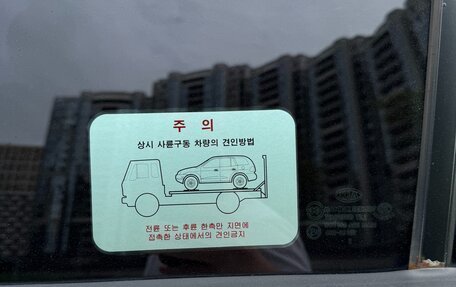 주 의
상시 사륜구동 차량의 견인방법
전륜 또는 후륜 한측만 지면에
접촉한 상태에서의 견인금지